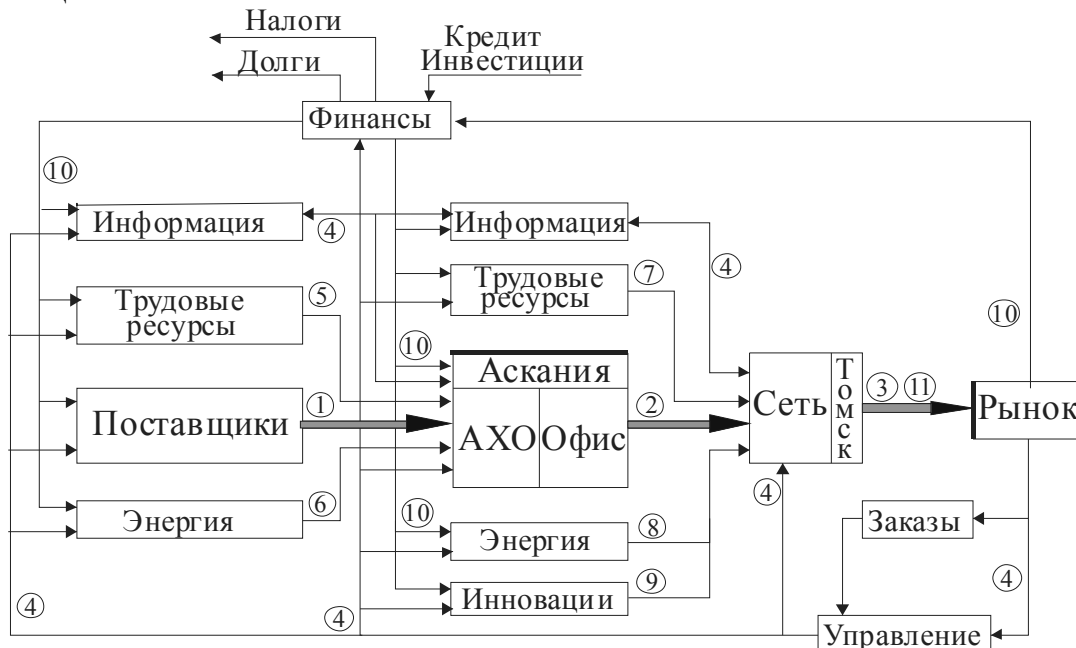 Налоги
Долги
Кредит
Инвестиции
Финансы
10
Информация
4
Информация
4
Трудовые
ресурсы
5
Трудовые
ресурсы
7
10
10
Аскания
АХО
Офис
Поставщики
1
2
Сеть
Томск
3
11
Рынок
Энергия
6
10
Энергия
8
4
Заказы
Инновации
9
4
4
4
Управление